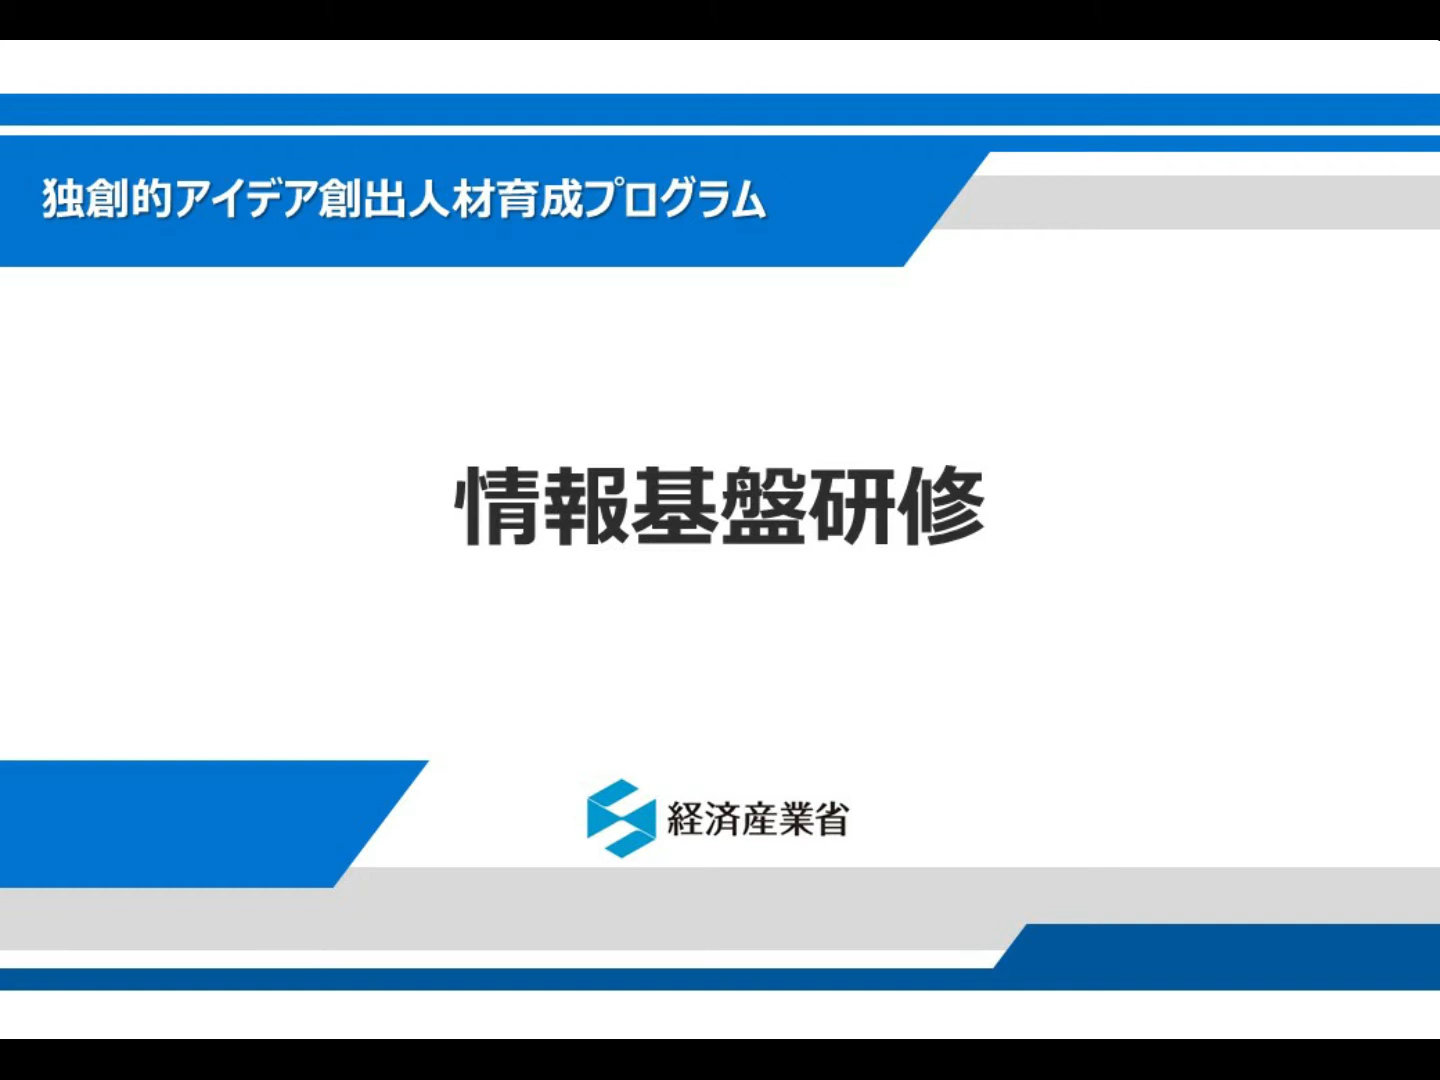 独創的アイデア創出人材育成プログラム
情報基盤研修
経済産業省